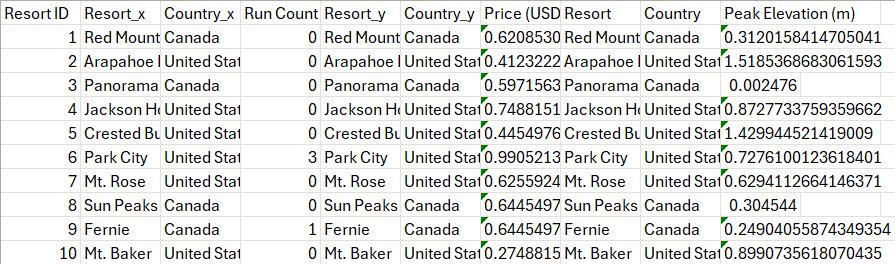 Resort ID Resort_x Country_x Run Count Resort_y Country_y Price (USD Resort Country Peak Elevation (m)
1 Red Mount Canada 0 Red Mount Canada 0.6208530 Red Mount Canada 0.3120158414705041
2 Arapahoe United Stat 0 Arapahoe United Stat 0.4123222 Arapahoe United Stat 1.5185368683061593
3 Panorama Canada 0 Panorama Canada 0.5971563 Panorama Canada 0.002476
4 Jackson Ho United Stat 0 Jackson Ho United Stat 0.7488151 Jackson Ho United Stat 0.8727733759359662
5 Crested Bu United Stat 0 Crested Bu United Stat 0.4454976 Crested Bu United Stat 1.429944521419009
6 Park City United Stat 3 Park City United Stat 0.9905213 Park City United Stat 0.7276100123618401
7 Mt. Rose United Stat 0 Mt. Rose United Stat 0.6255924 Mt. Rose United Stat 0.6294112664146371
8 Sun Peaks Canada 0 Sun Peaks Canada 0.6445497 Sun Peaks Canada 0.304544
9 Fernie Canada 1 Fernie Canada 0.6445497 Fernie Canada 0.24904055874349354
10 Mt. Baker United Stat 0 Mt. Baker United Stat 0.2748815 Mt. Baker United Stat 0.8990735618070435